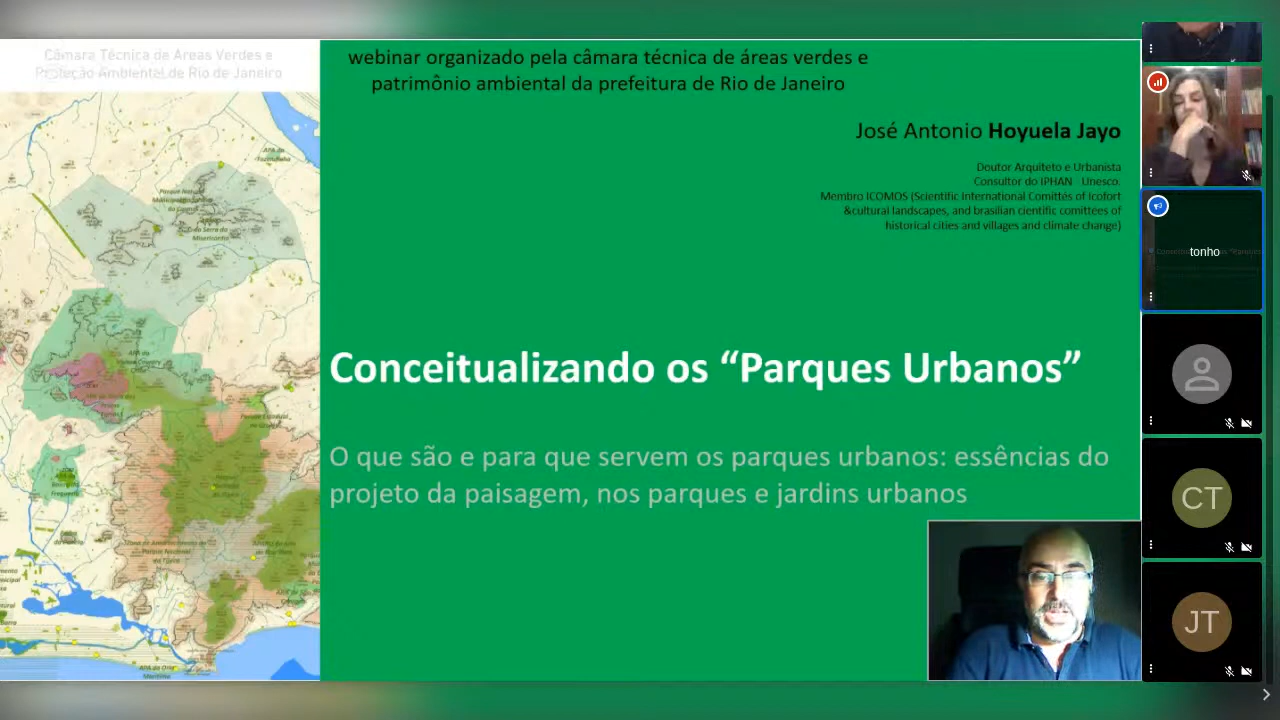 Câmara Técnica de Áreas Verdes e
Proteção Ambiental de Rio de Janeiro
webinar organizado pela câmara técnica de áreas verdes e
patrimônio ambiental da prefeitura de Rio de Janeiro
José Antonio Hoyuela Jayo
Doutor Arquiteto e Urbanista
Consultor do IPHAN - Unesco.
Membro ICOMOS (Scientific International Comittés of Icofort
&cultural landscapes, and brasilian cientific comittees of
historical cities and villages and climate change)
Conceitualizando os “Parques Urbanos”
O que são e para que servem os parques urbanos: essências do
projeto da paisagem, nos parques e jardins urbanos
tonho
CT
JT